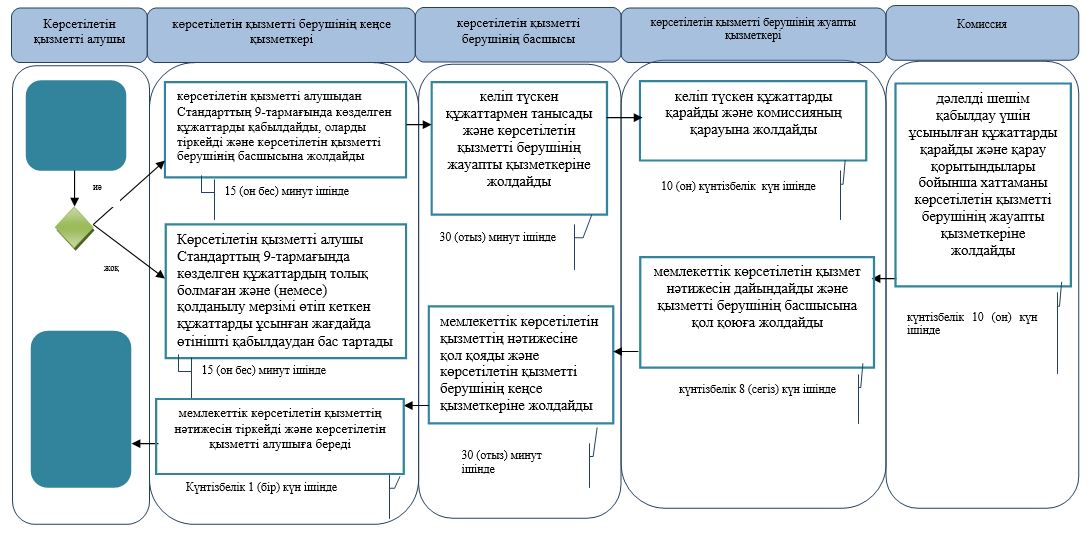 Көрсетілетін
қызметті алушы
көрсетілетін қызметті берушінің кеңсе
қызметкері
көрсетілетін қызметті
берушінің басшысы
көрсетілетін қызметті берушінің жуапты
қызметкері
Комиссия
иә
жоқ
көрсетілетін қызметті алушыдан
Стандарттың 9-тармағында көзделген
құжаттарды қабылдайды, оларды
тіркейді және көрсетілетін қызметті
берушінің басшысына жолдайды
15 (он бес) минут ішінде
Көрсетілетін қызметті алушы
Стандарттың 9-тармағында
көзделген құжаттардың толық
болмаған және (немесе)
қолданылу мерзімі өтіп кеткен
құжаттарды ұсынған жағдайда
өтінішті қабылдаудан бас тартады
15 (он бес) минут ішінде
мемлекеттік көрсетілетін қызметтің
нәтижесін тіркейді және көрсетілетін
қызметті алушыға береді
Күнтізбелік 1 (бір) күн ішінде
келіп түскен
құжаттармен танысады
және көрсетілетін
қызметті берушінің
жауапты қызметкеріне
жолдайды
30 (отыз) минут ішінде
мемлекеттік көрсетілетін
қызметтің нәтижесіне
қол қояды және
көрсетілетін қызметті
берушінің кеңсе
қызметкеріне жолдайды
30 (отыз) минут
ішінде
келіп түскен құжаттарды
қарайды және комиссияның
қарауына жолдайды
10 (он) күнтізбелік күн ішінде
мемлекеттік көрсетілетін қызмет
нәтижесін дайындайды және
қызметті берушінің басшысына
қол қоюға жолдайды
күнтізбелік 8 (сегіз) күн ішінде
дәлелді шешім
қабылдау үшін
ұсынылған құжаттарды
қарайды және қарау
қорытындылары
бойынша хаттаманы
көрсетілетін қызметті
берушінің жауапты
қызметкеріне
жолдайды
күнтізбелік 10 (он) күн
ішінде